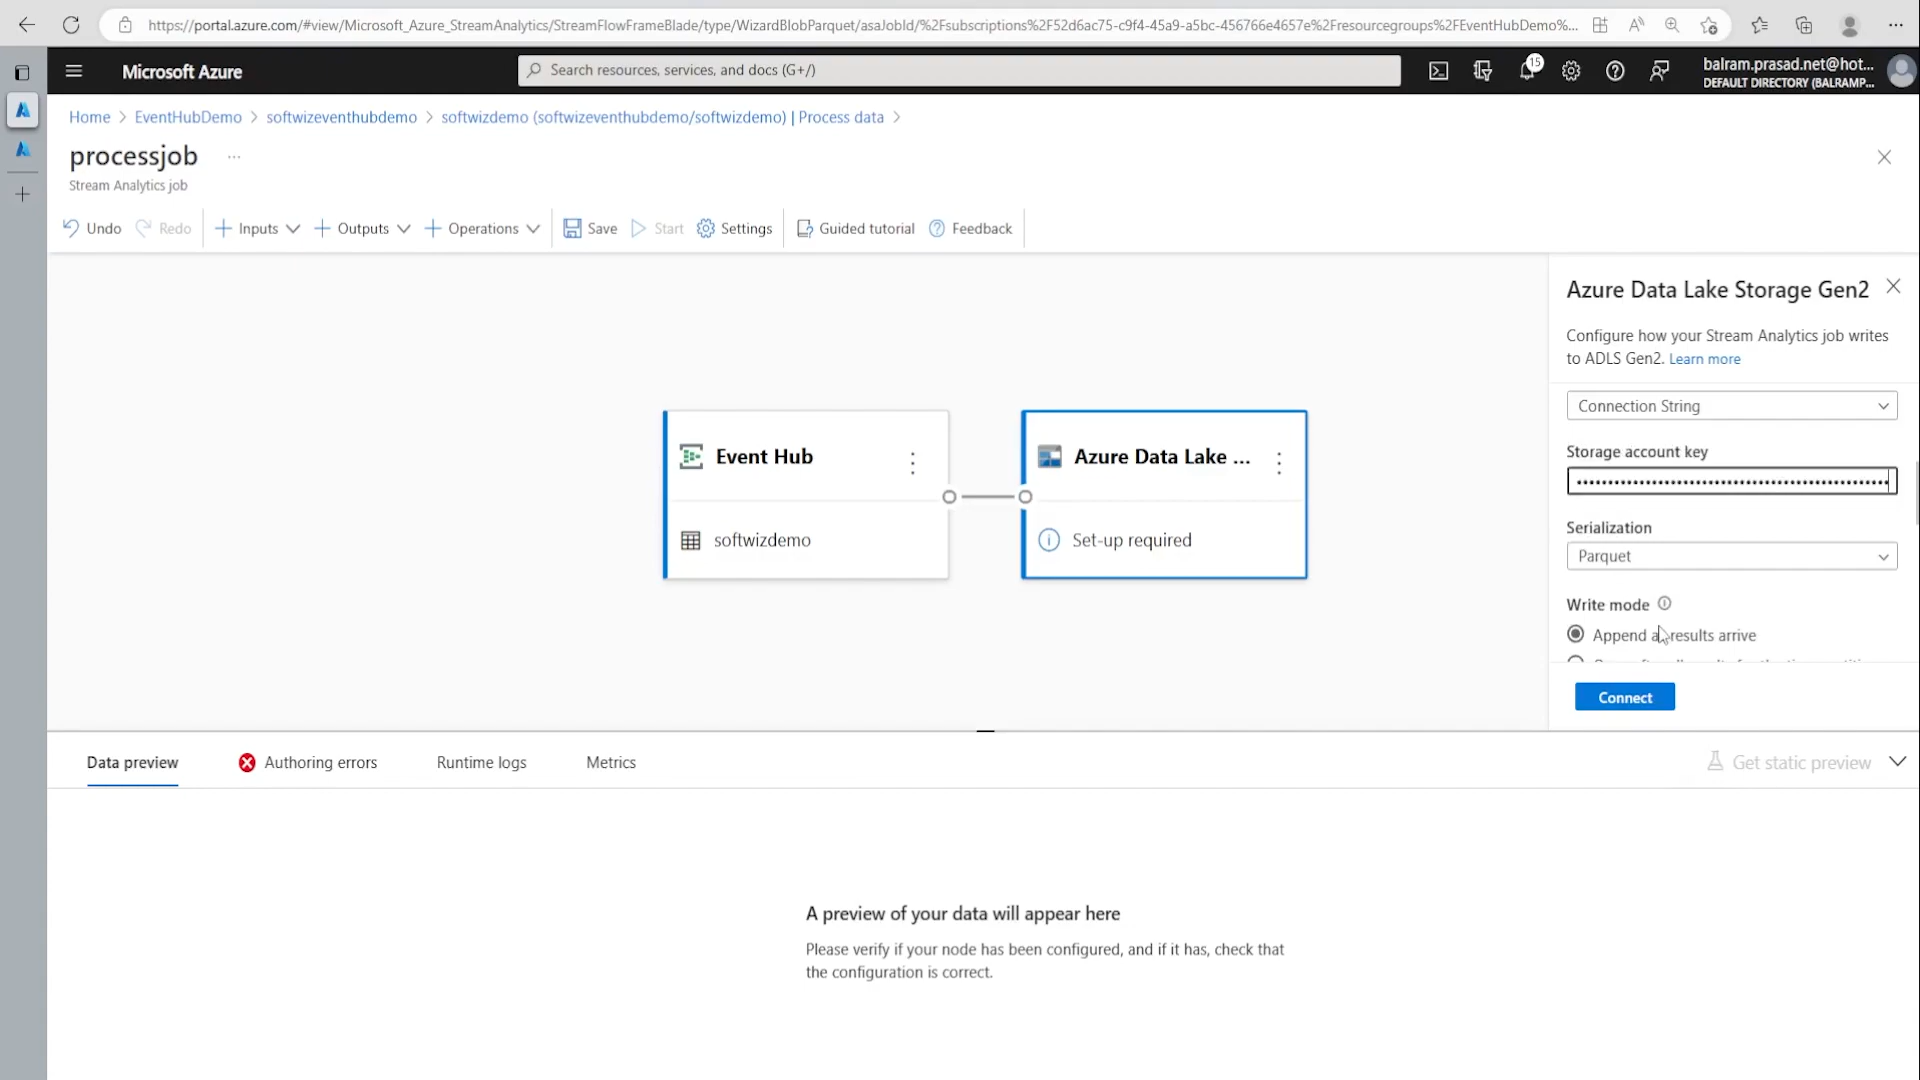 https://portal.azure.com/#view/Microsoft_Azure_StreamAnalytics/StreamFlowFrameBlade/type/WizardBlobParquet/asaJobId/%2Fsubscriptions%2F52d6ac75-c9f4-45a9-a5bc-456766e4657e%2Fresourcegroups%2FEventHubDemo%...
Microsoft Azure
Search resources, services, and docs (G+/)
15
balram.prasad.net@hot...
DEFAULT DIRECTORY (BALRAMP...
Home > EventHubDemo > softwizeventhubdemo > softwizdemo (softwizeventhubdemo/softwizdemo) | Process data >
processjob ...
Stream Analytics job
Undo Redo Inputs Outputs Operations Save Start Settings Guided tutorial Feedback
Azure Data Lake Storage Gen2
Configure how your Stream Analytics job writes
to ADLS Gen2. Learn more
Connection String
Storage account key
Serialization
Parquet
Write mode
Append results arrive
Connect
Event Hub
softwizdemo
Azure Data Lake ...
Set-up required
Data preview Authoring errors Runtime logs Metrics Get static preview
A preview of your data will appear here
Please verify if your node has been configured, and if it has, check that
the configuration is correct.